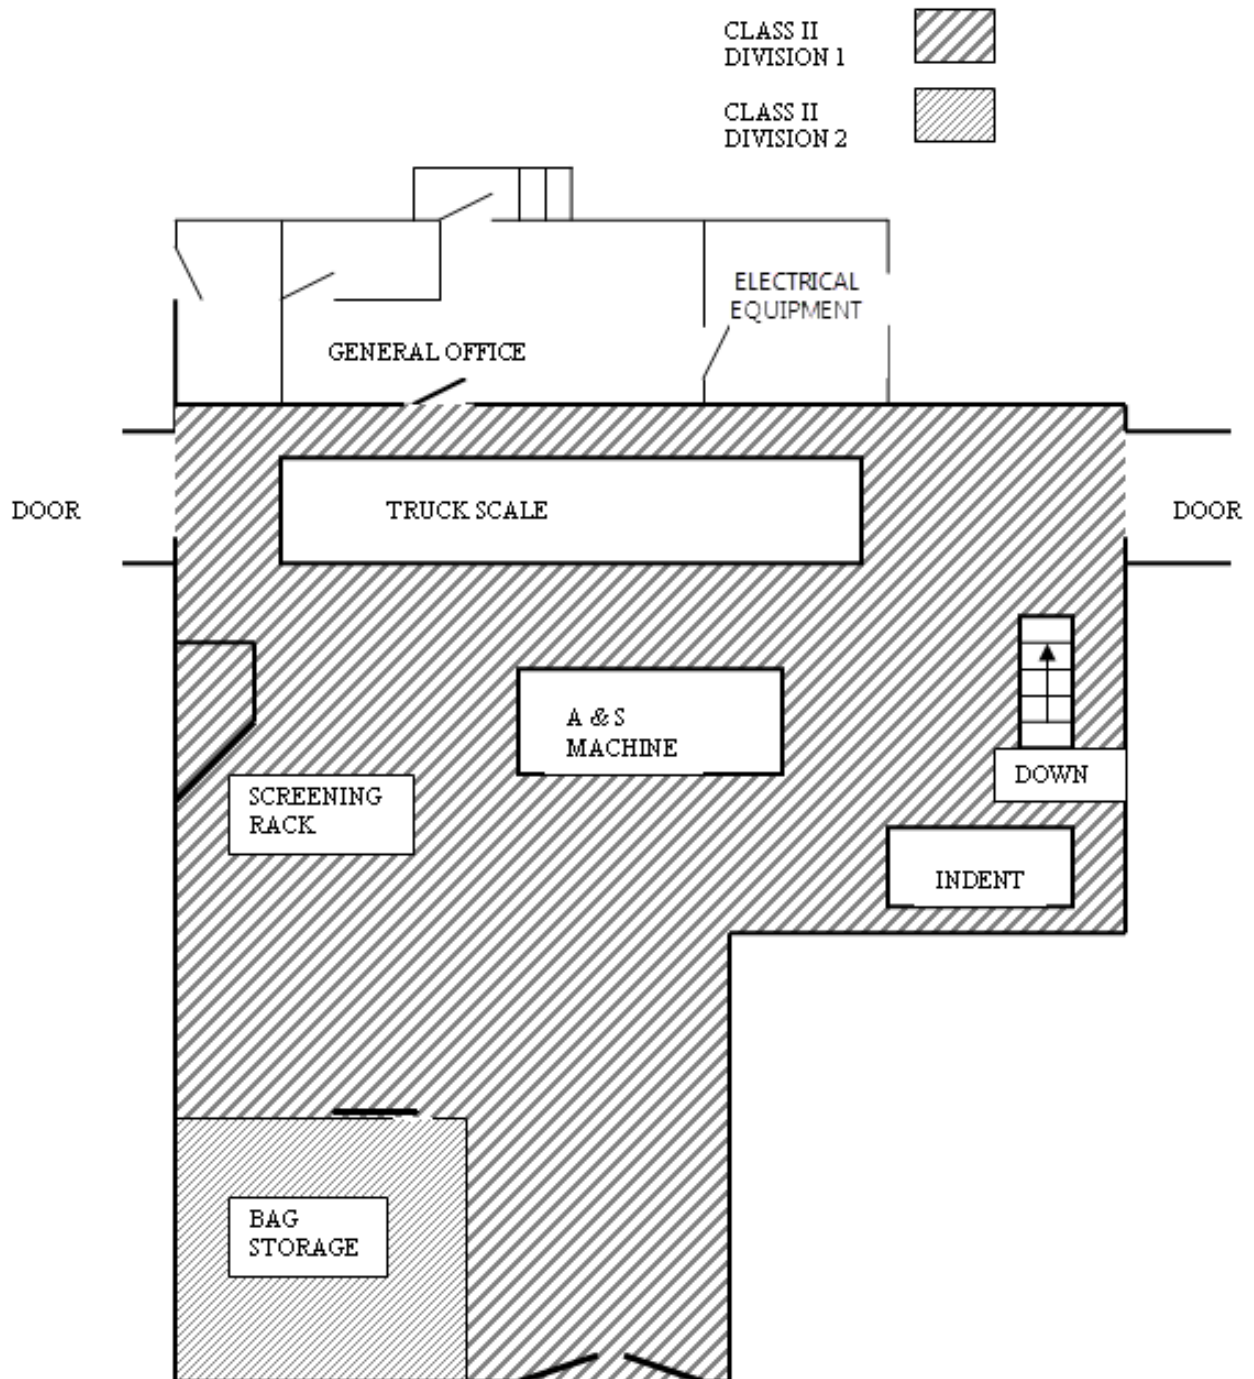 CLASS II
DIVISION 1
CLASS II
DIVISION 2
ELECTRICAL
EQUIPMENT
GENERAL OFFICE
DOOR
TRUCK SCALE
DOOR
A & S
MACHINE
DOWN
SCREENING
RACK
INDENT
BAG
STORAGE